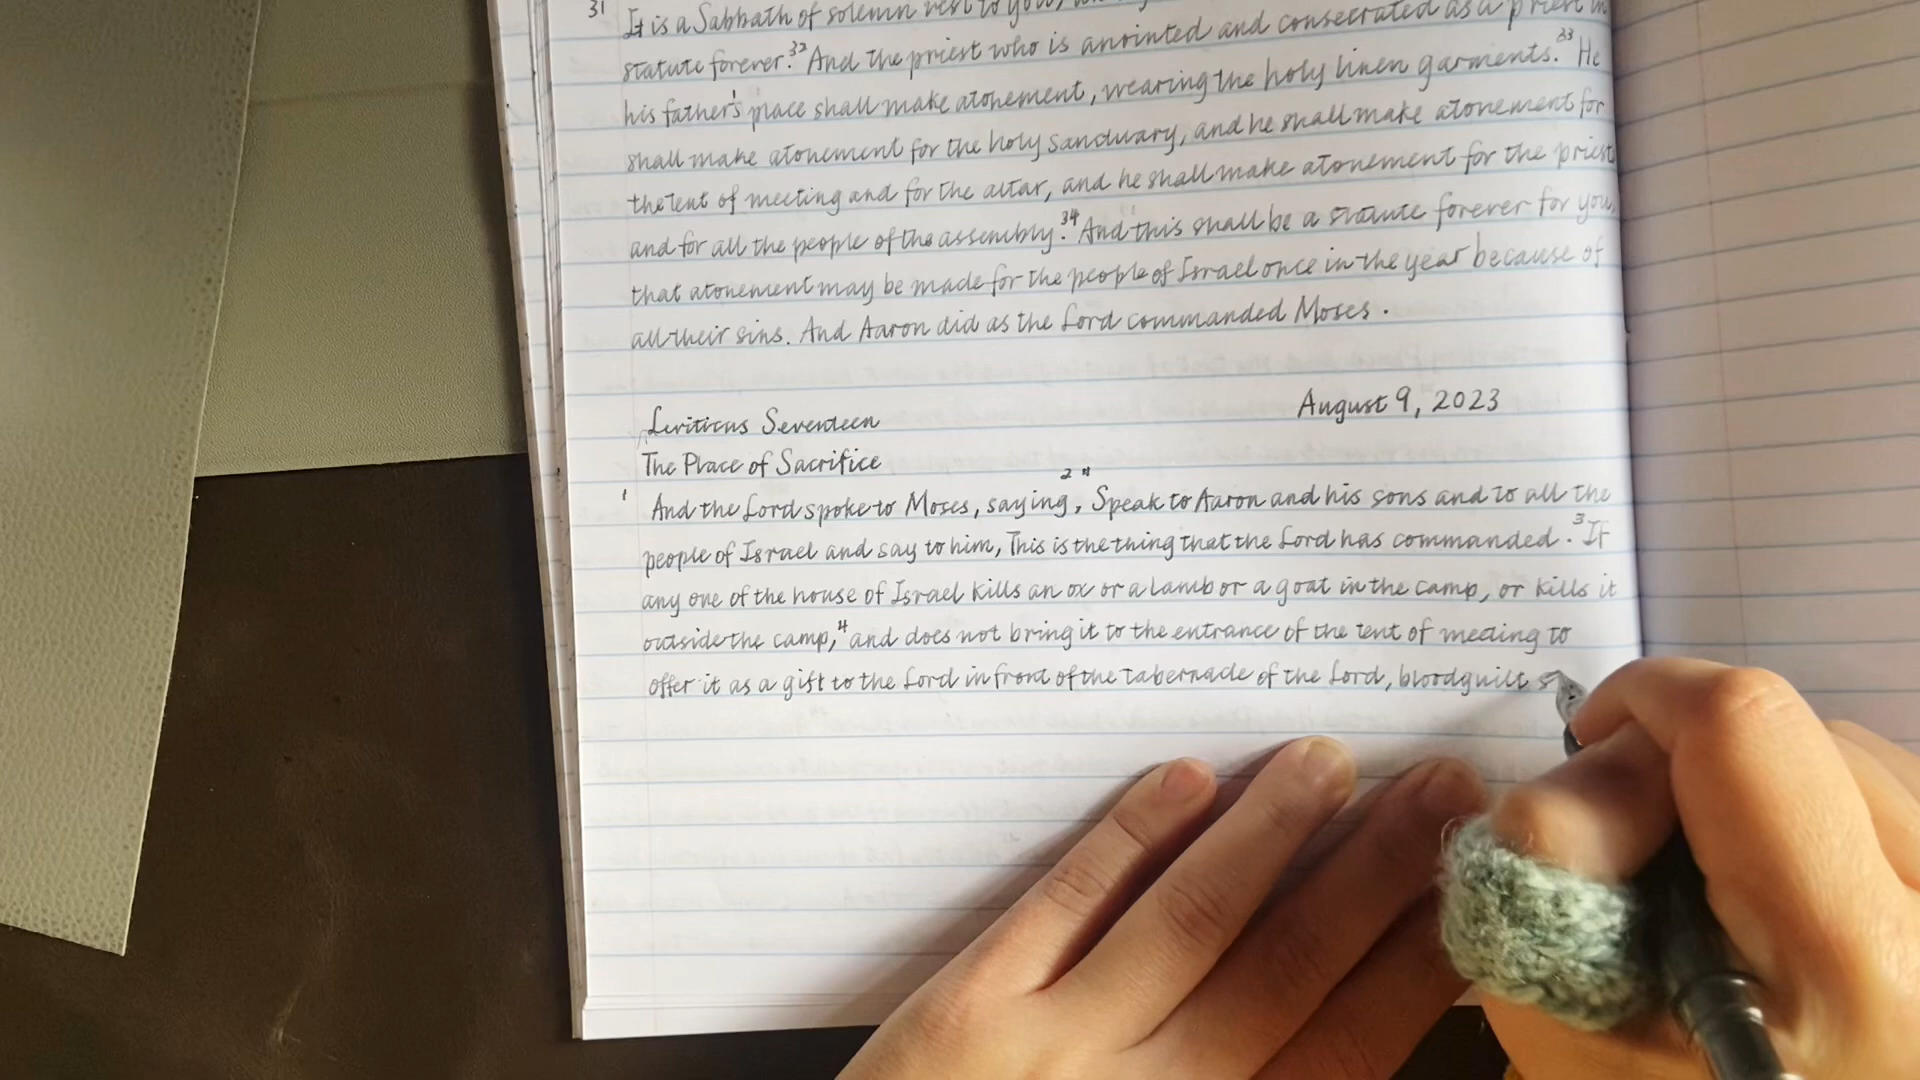 31 It is a Sabbath of solemn rest to you,
statute forever.³² And the priest who is anointed and consecrated as a priest in
his father's place shall make atonement, wearing the holy linen garments.³³ He
shall make atonement for the holy sanctuary, and he shall make atonement for
the tent of meeting and for the altar, and he shall make atonement for the priest
and for all the people of the assembly.³⁴ And this shall be a statute forever for you,
that atonement may be made for the people of Israel once in the year because of
all their sins. And Aaron did as the Lord commanded Moses.
August 9, 2023
Leviticus Seventeen
The Place of Sacrifice
¹ And the Lord spoke to Moses, saying,² "Speak to Aaron and his sons and to all the
people of Israel and say to him, This is the thing that the Lord has commanded.³ If
any one of the house of Israel kills an ox or a lamb or a goat in the camp, or kills it
outside the camp,⁴ and does not bring it to the entrance of the tent of meeting to
offer it as a gift to the Lord in front of the tabernacle of the Lord, bloodguilt s